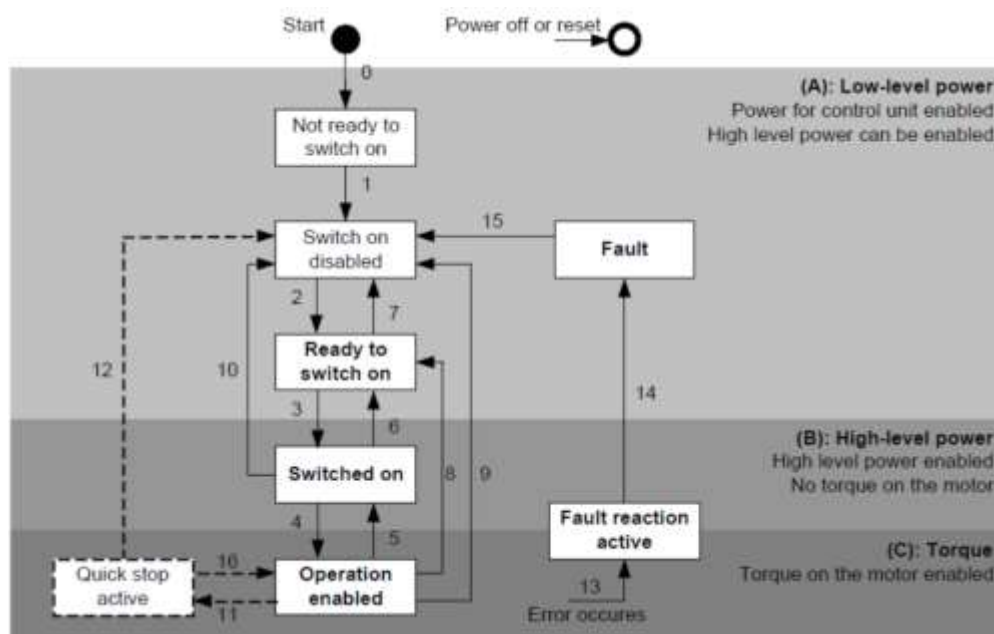 Start
Power off or reset
0
(A): Low-level power
Power for control unit enabled
High level power can be enabled
Not ready to
switch on
1
15
Switch on
disabled
Fault
2
7
12
10
Ready to
switch on
14
3
6
(B): High-level power
High level power enabled
No torque on the motor
Switched on
8
9
4
5
Fault reaction
active
(C): Torque
Torque on the motor enabled
Quick stop
active
16
11
Operation
enabled
13
Error occures